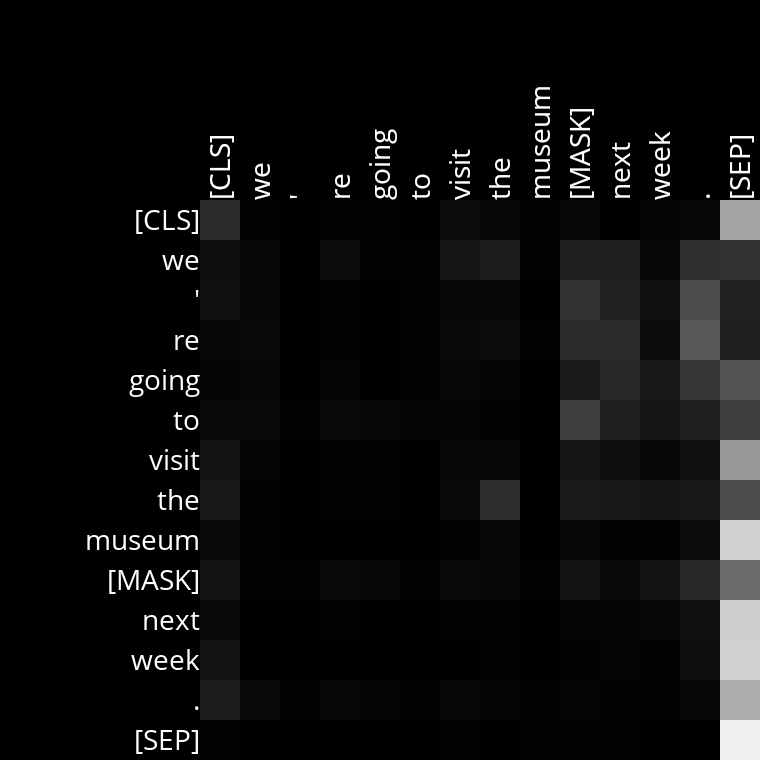 [CLS] we ' re going to visit the museum [MASK] next week . [SEP]
[CLS]
we
'
re
going
to
visit
the
museum
[MASK]
next
week
.
[SEP]